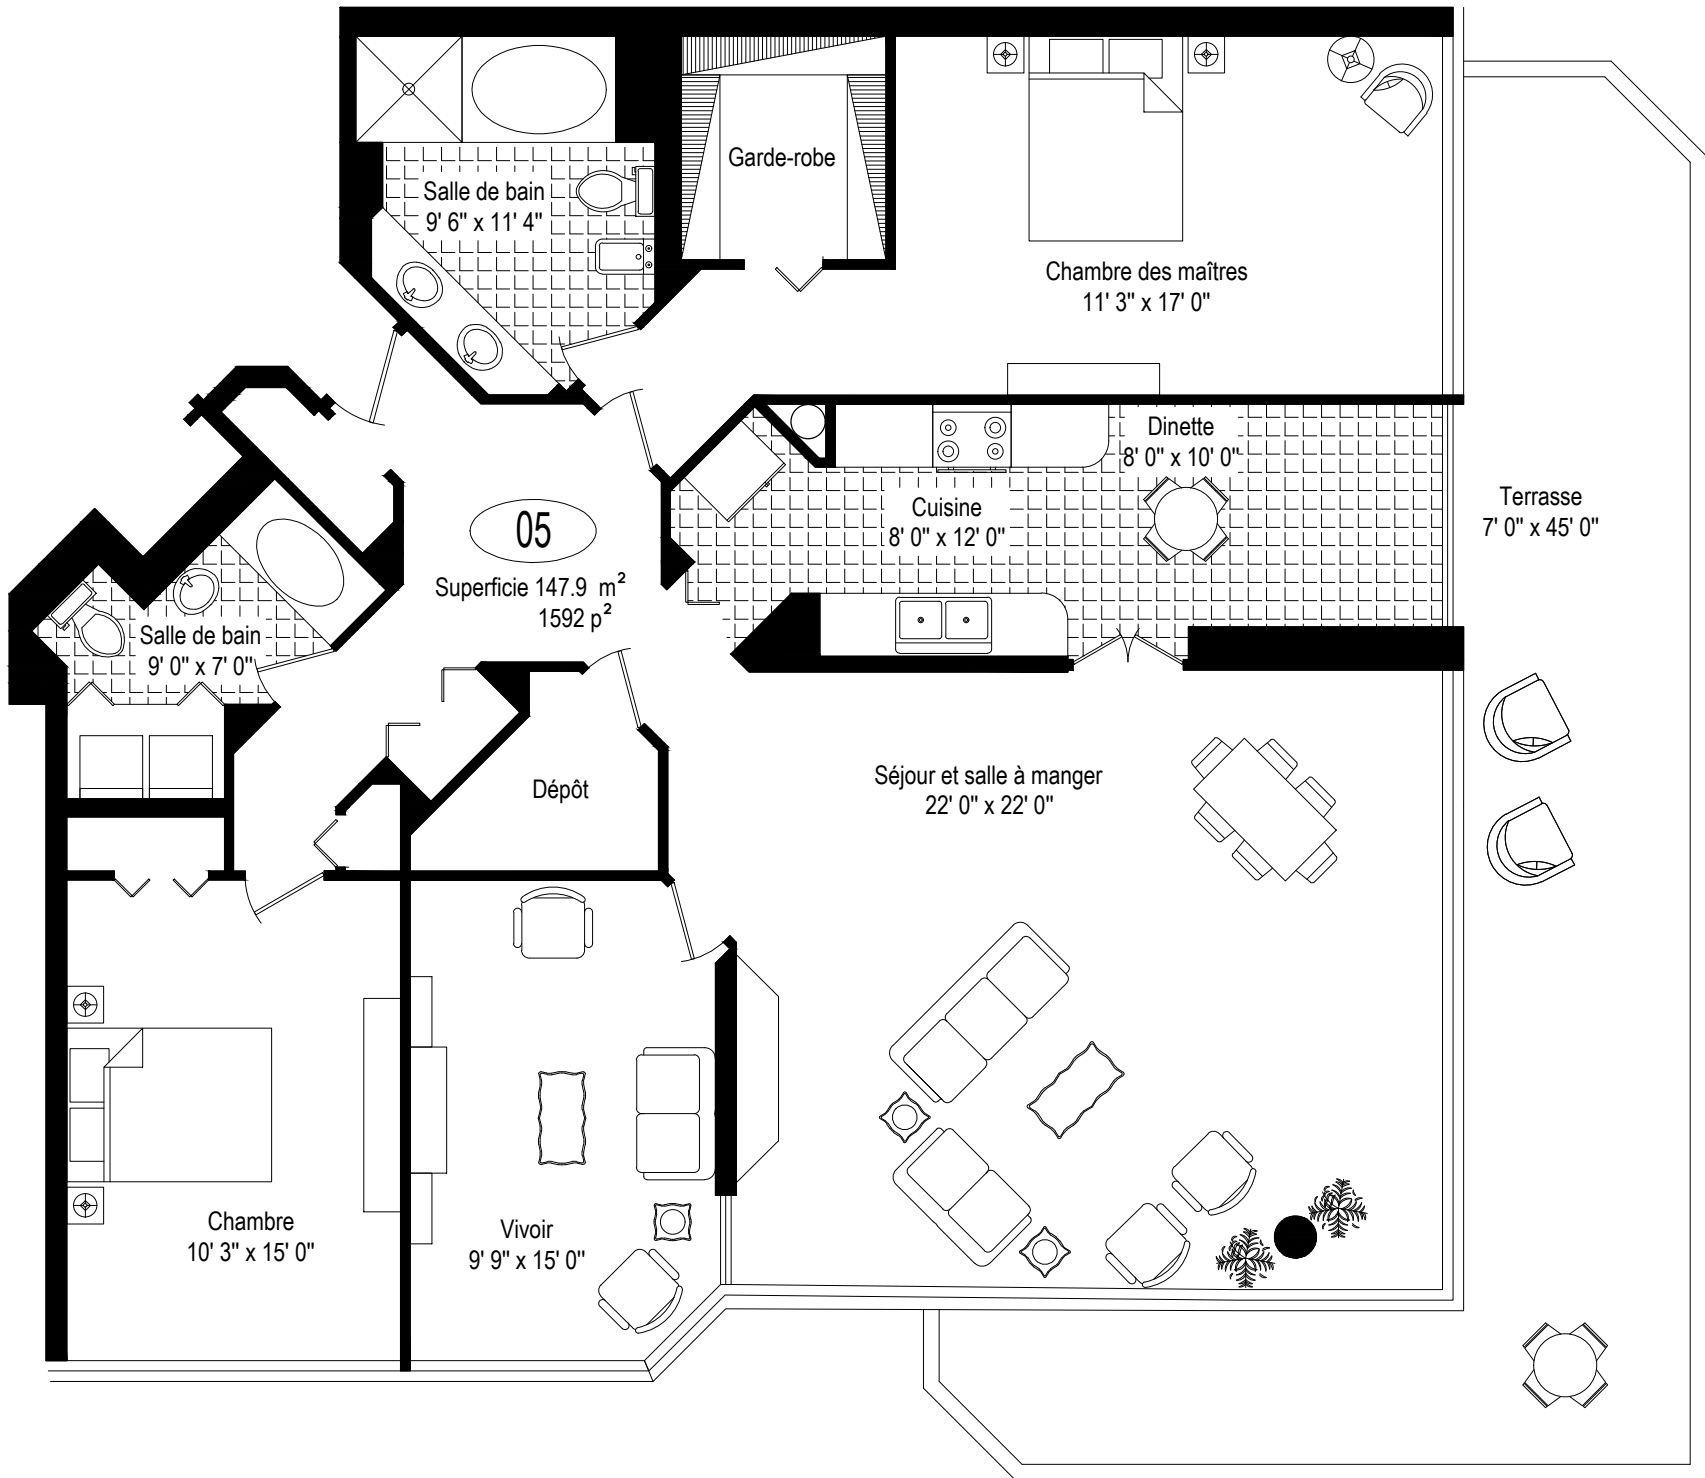 Garde-robe
Salle de bain
9' 6" x 11' 4"
Chambre des maîtres
11' 3" x 17' 0"
Dinette
8' 0" x 10' 0"
Cuisine
8' 0" x 12' 0"
Terrasse
7' 0" x 45' 0"
05
Superficie 147.9 m²
1592 p²
Salle de bain
9' 0" x 7' 0"
Dépôt
Séjour et salle à manger
22' 0" x 22' 0"
Chambre
10' 3" x 15' 0"
Vivoir
9' 9" x 15' 0"